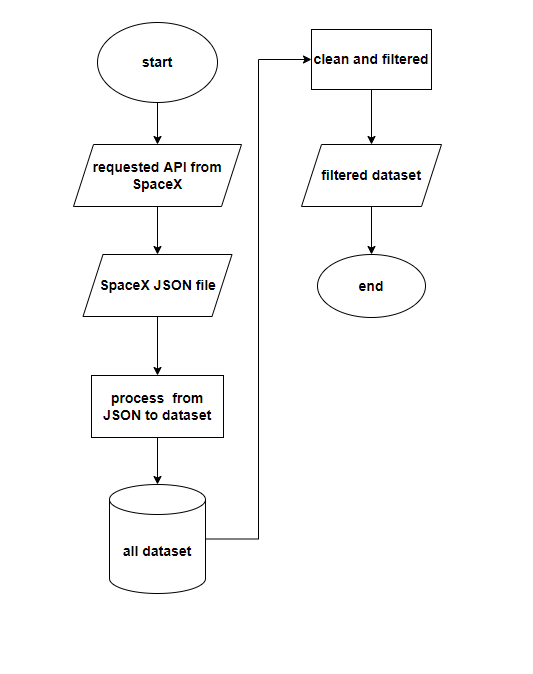 start
requested API from
SpaceX
SpaceX JSON file
process  from
JSON to dataset
all dataset
clean and filtered
filtered dataset
end